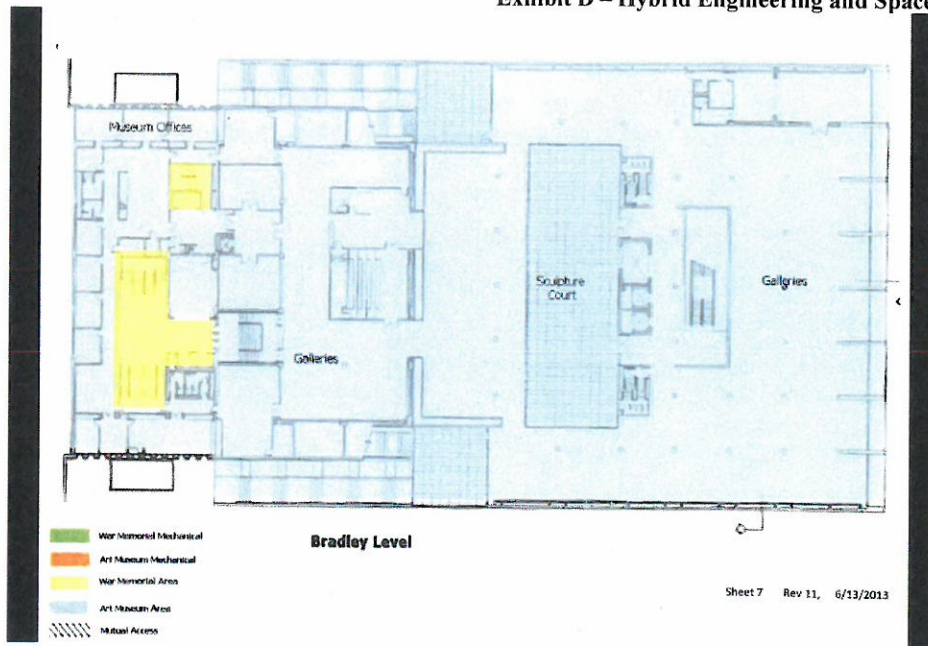 Exhibit D – Hybrid Engineering and Space
Museum Offices
Sculpture
Court
Galleries
Galleries
War Memorial Mechanical
Art Museum Mechanical
War Memorial Area
Art Museum Area
Mutual Access
Bradley Level
Sheet 7 Rev 11, 6/13/2013